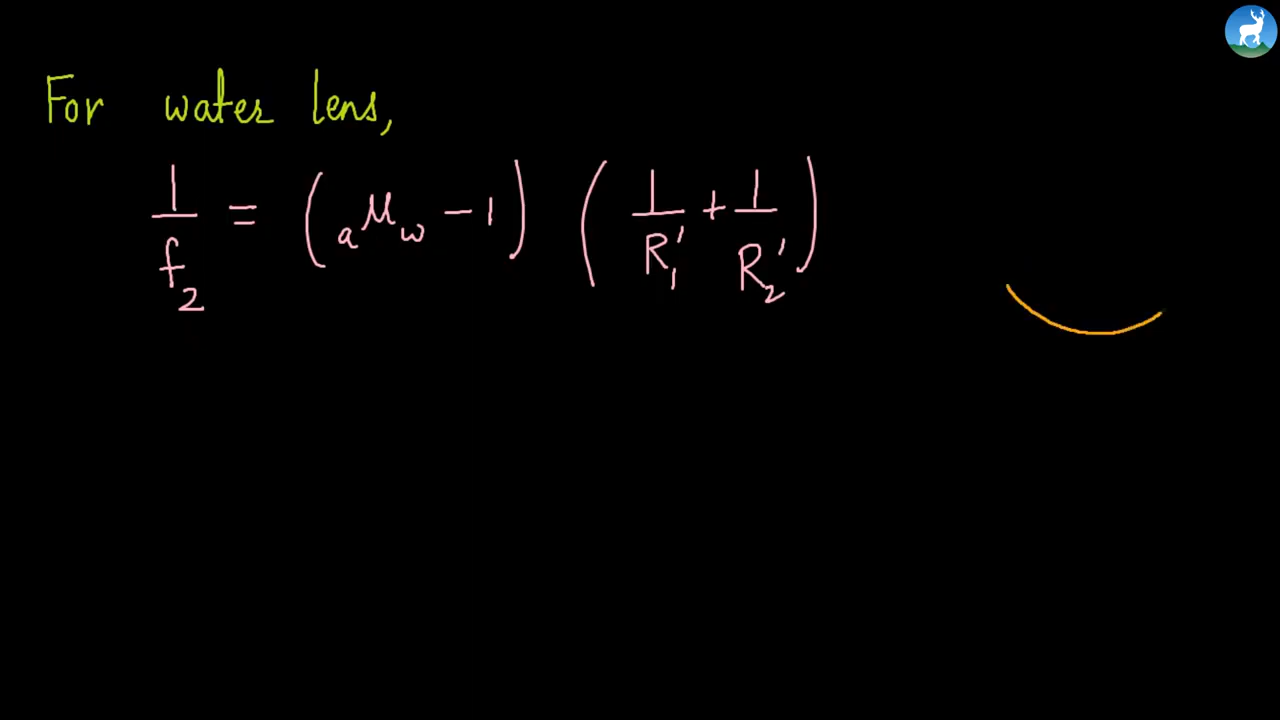 For water lens,
1/f₂ = (ₐμ_w − 1) (1/R₁′ + 1/R₂′)